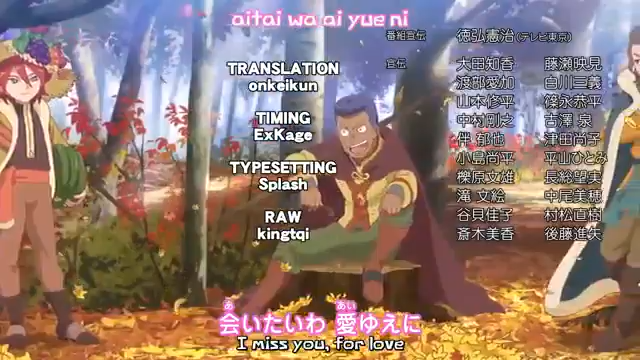 aitai wa ai yue ni
番組宣伝 徳弘憲治(テレビ東京)
宣伝 大田知香 藤瀬映見
渡部愛加 白川三義
山本修平 篠永恭平
中村剛之 古澤 泉
伴 郁也 津田尚子
小島尚平 平山ひとみ
櫟原文雄 長総望実
滝 文絵 中尾美穂
谷貝佳子 村松直樹
斎木美香 後藤進矢
TRANSLATION
onkeikun
TIMING
ExKage
TYPESETTING
Splash
RAW
kingtqi
あ あい
会いたいわ 愛ゆえに
I miss you, for love